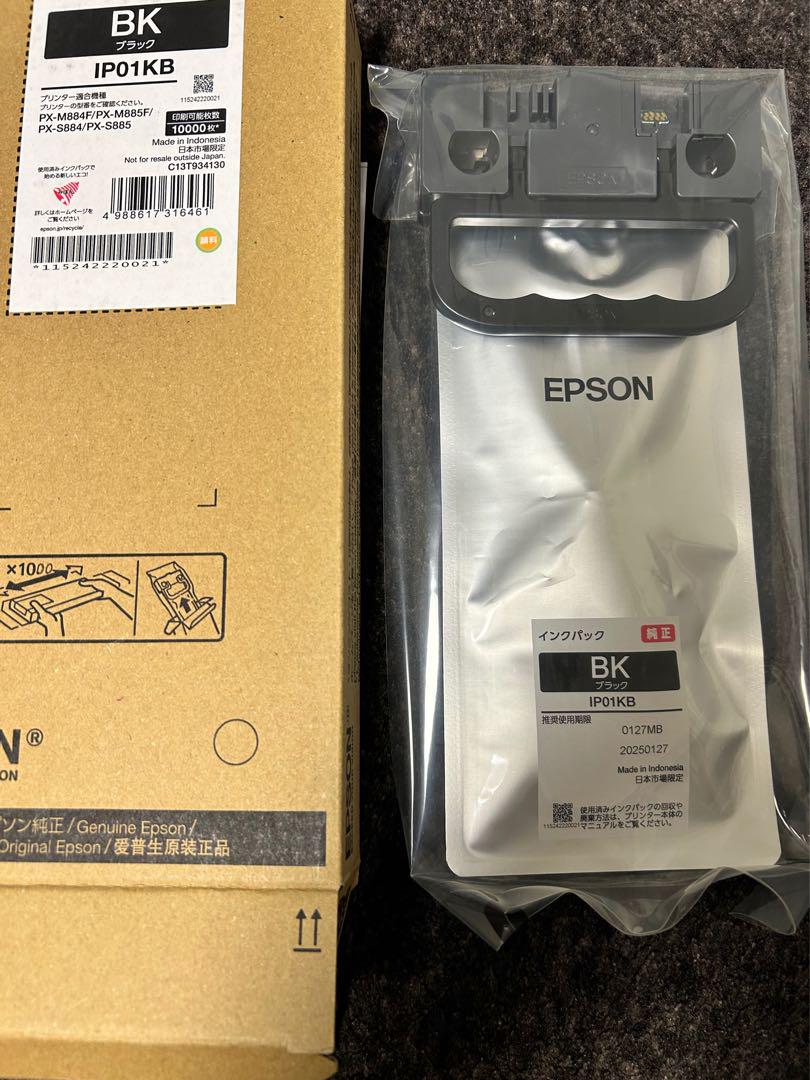 BK
ブラック
IP01KB
プリンター適合機種
プリンターの型番をご確認ください。
PX-M884F/PX-M885F/
PX-S884/PX-S885
115242220021
印刷可能枚数
10000枚*
Made in Indonesia
日本市場限定
Not for resale outside Japan.
C13T934130
使用済みインクパックで
始める新しいエコ!
詳しくはホームページを
ご覧ください
epson.jp/recycle/
4 988617 316461
顔料
*115242220021*
×1000
N®
ON
ソン純正/Genuine Epson/
Original Epson/爱普生原装正品
EPSON
EPSON
EPSON
インクパック
純正
BK
ブラック
IP01KB
推奨使用期限
0127MB
20250127
Made in Indonesia
日本市場限定
115242220021
使用済みインクパックの回収や
廃棄方法は、プリンター本体の
マニュアルをご覧ください。